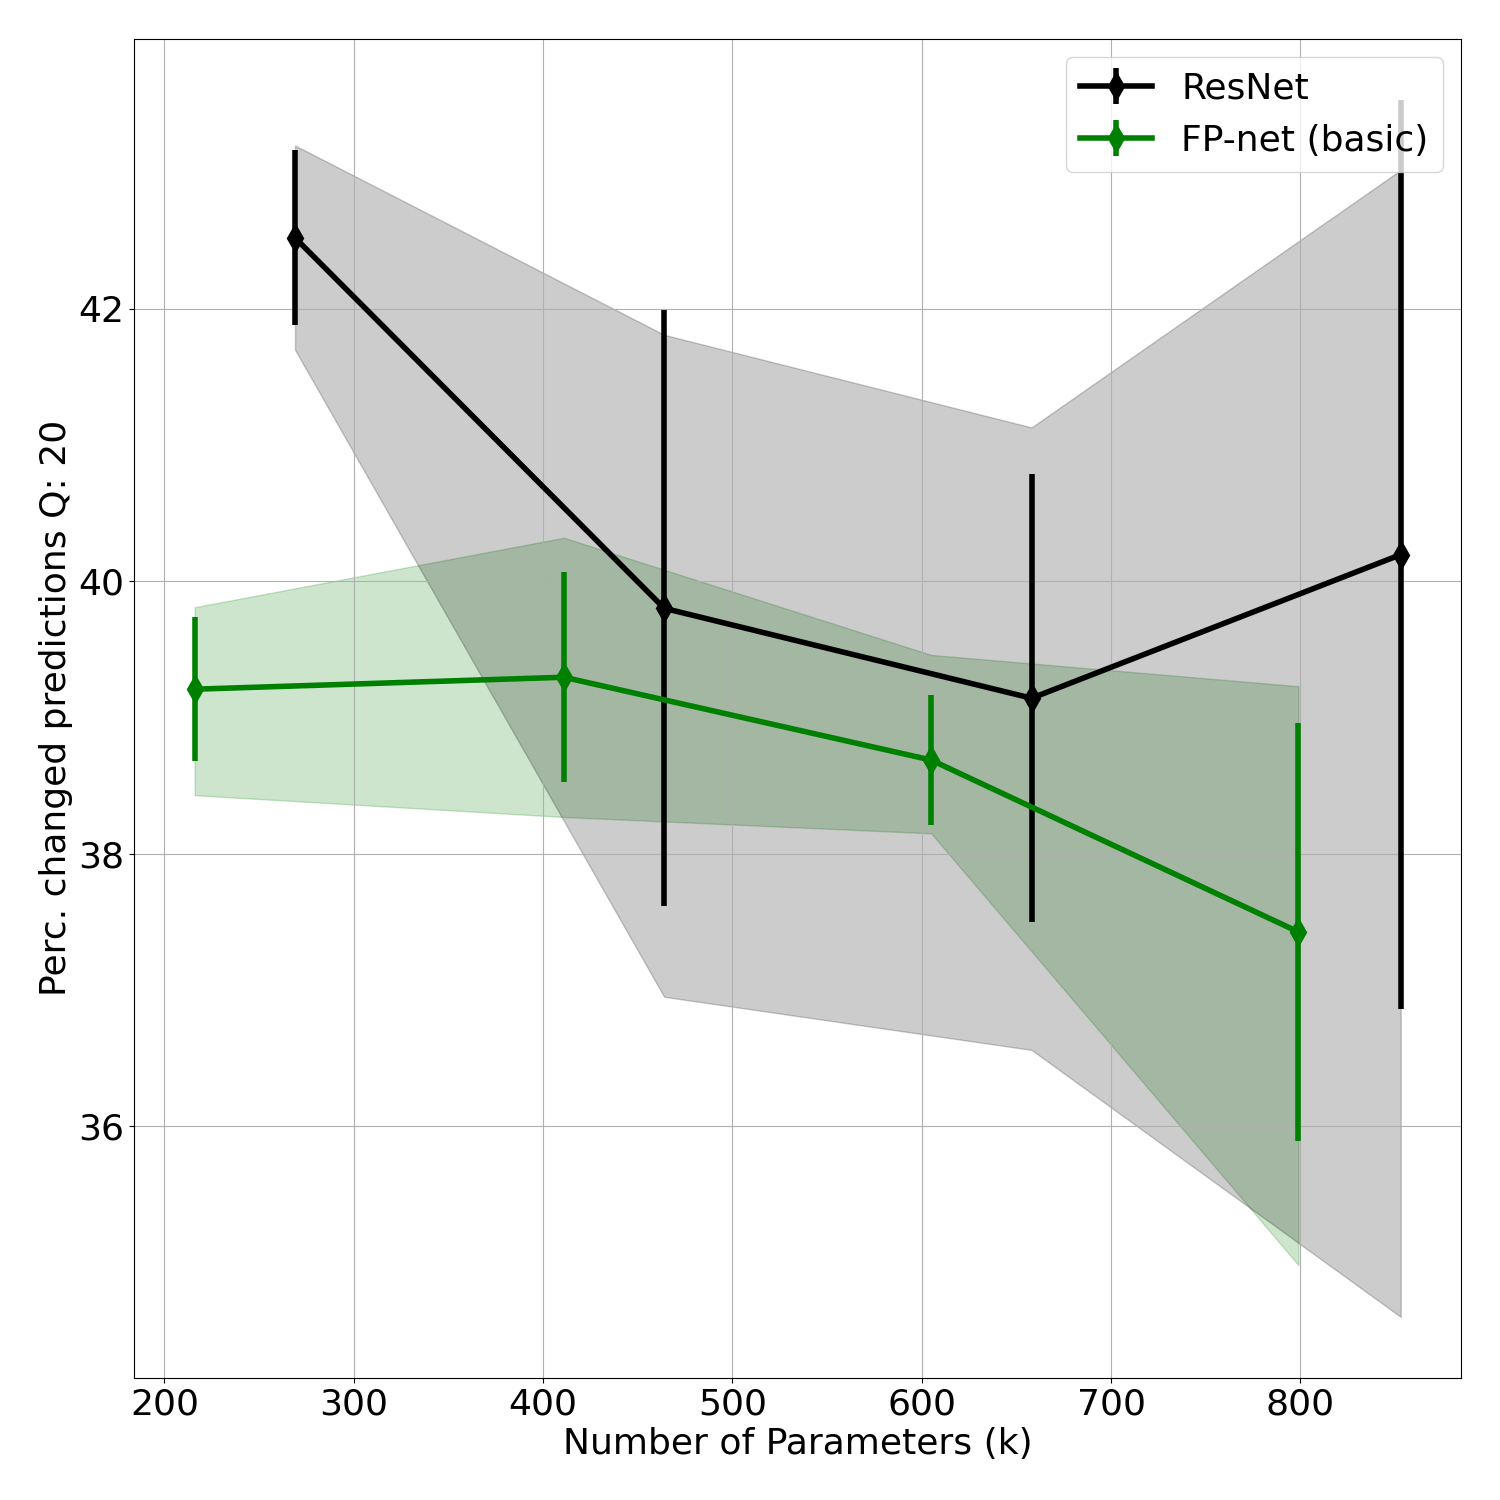 ResNet
FP-net (basic)
Perc. changed predictions Q: 20
42
40
38
36
200 300 400 500 600 700 800
Number of Parameters (k)